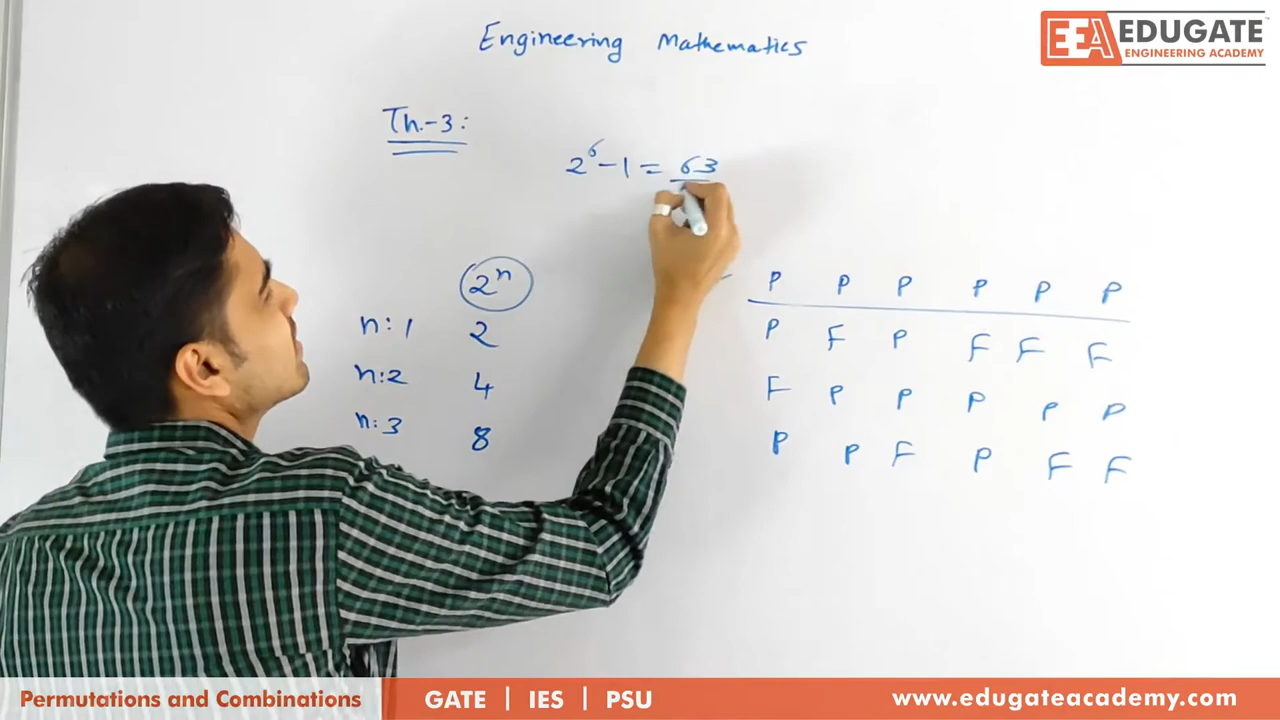 Engineering Mathematics
EEA EDUGATE
ENGINEERING ACADEMY
Th.-3:
2⁶-1 = 63
2ⁿ
n: 1 2
n:2 4
n: 3 8
P P P P P P
P F P F F F
F P P P P P
P P F P F F
Permutations and Combinations
GATE | IES | PSU
www.edugateacademy.com